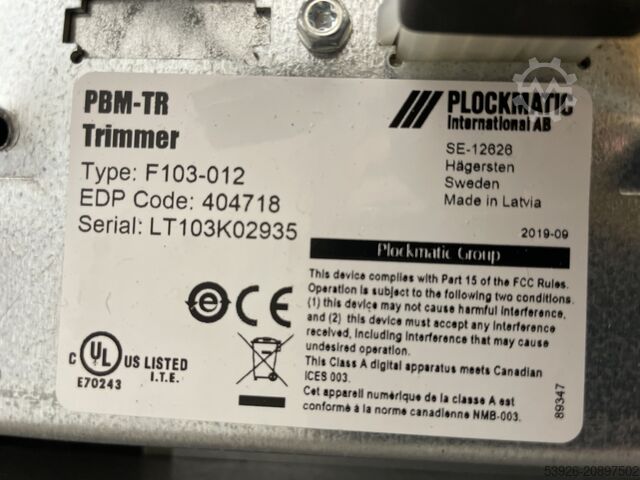 PBM-TR
Trimmer
Type: F103-012
EDP Code: 404718
Serial: LT103K02935
PLOCKMATIC
International AB
SE-12626
Hägersten
Sweden
Made in Latvia
2019-09
Plockmatic Group
This device complies with Part 15 of the FCC Rules.
Operation is subject to the following two conditions.
(1) this device may not cause harmful Interference,
and (2) this device must accept any Interference
received, Including Interference that may cause
undesired operation.
This Class A digital apparatus meets Canadian
ICES 003.
Cet appareil numérique de la classe A est
conformé à la norme canadienne NMB-003.
89347
e
CE
C UL US LISTED
I.T.E.
E70243
53926-20897502